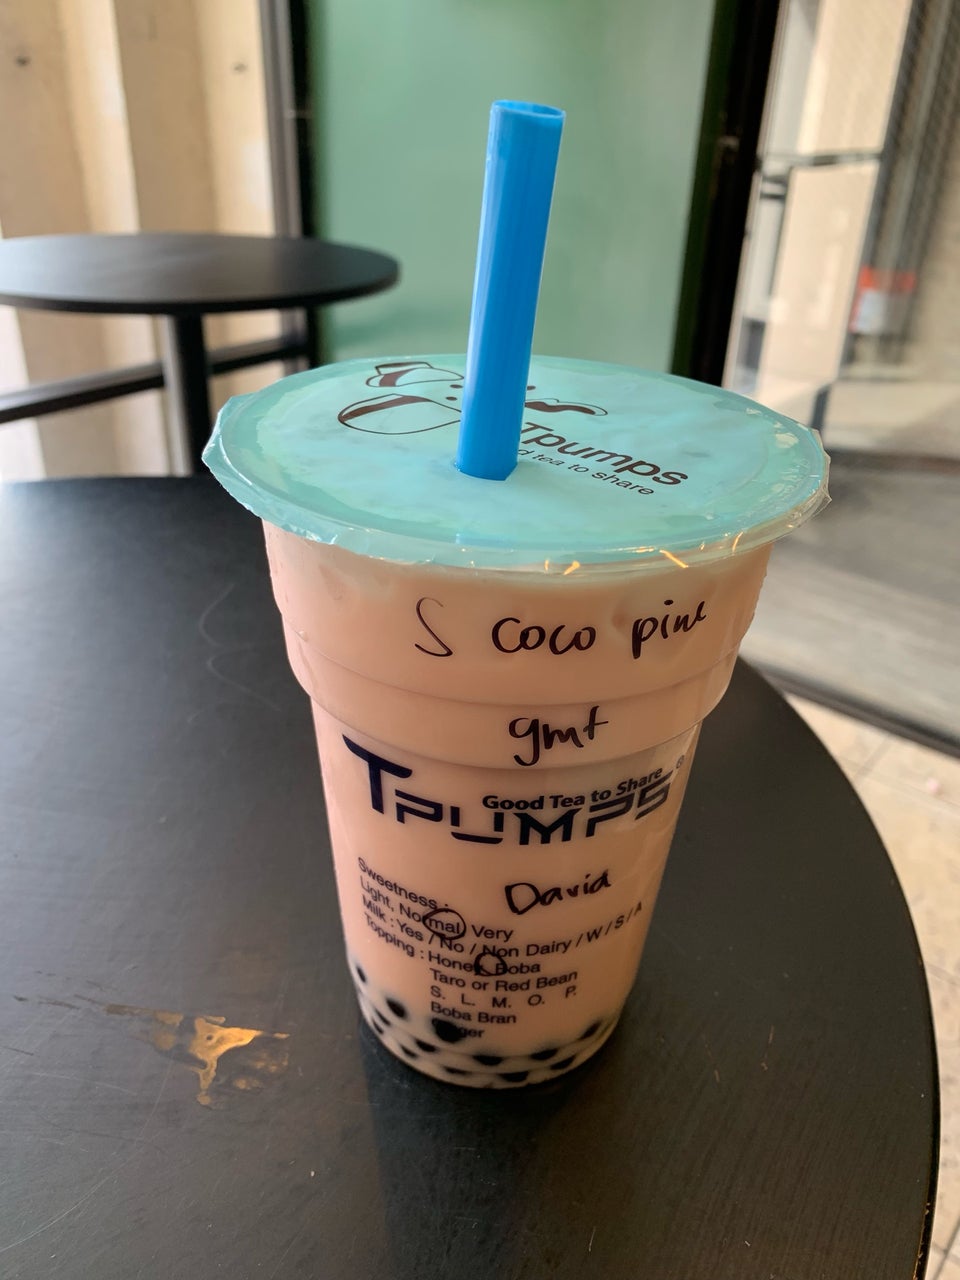 Tpumps
d tea to share
S coco pine
gmt
Good Tea to Share
TPUMPS®
David
Sweetness :
Light, Normal, Very
Milk : Yes / No / Non Dairy / W / S / A
Topping : Honey Boba
Taro or Red Bean
S. L. M. O. P.
Boba Bran